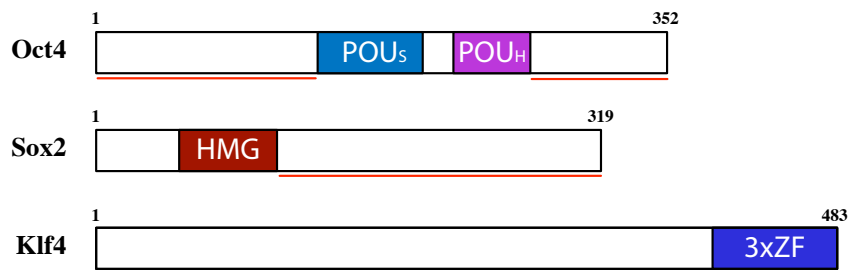 1 352
Oct4 POUS POUH
1 319
Sox2 HMG
1 483
Klf4 3xZF